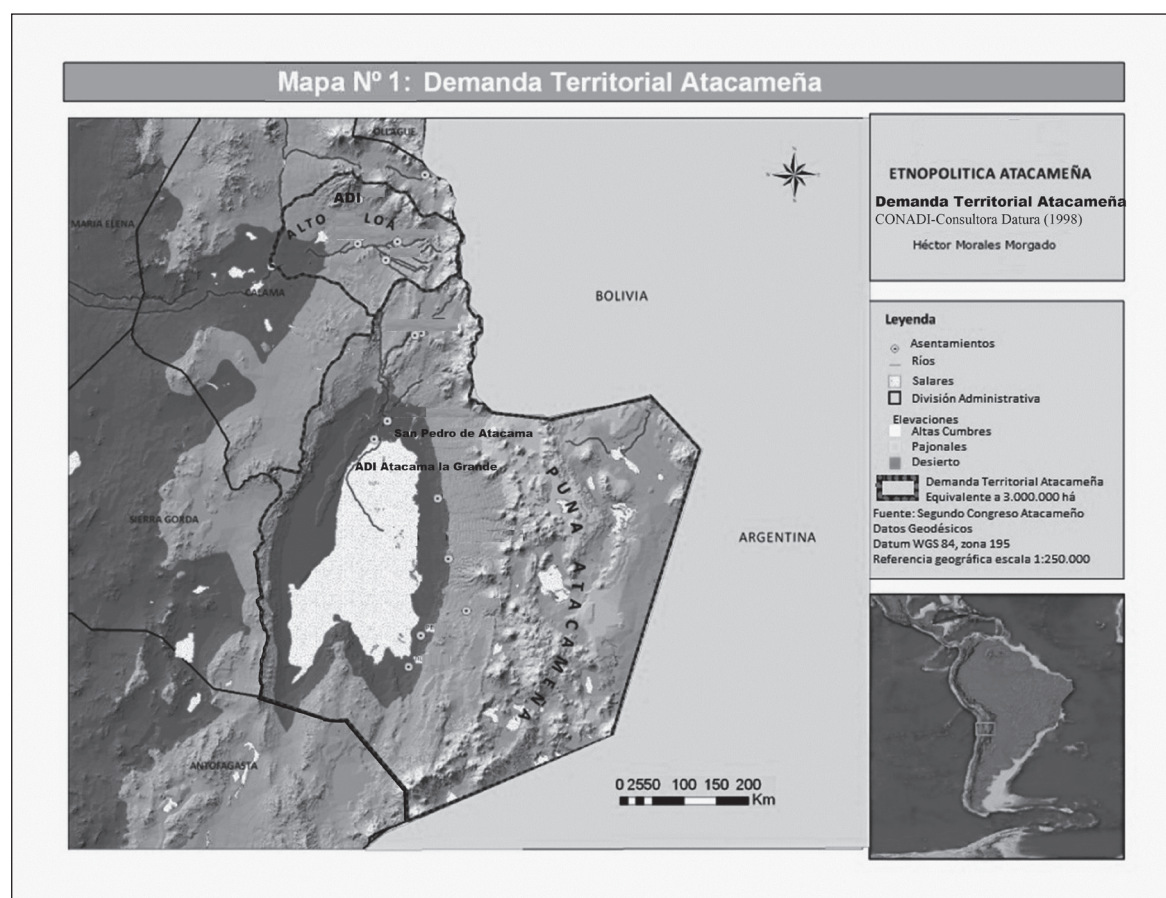 Mapa Nº 1: Demanda Territorial Atacameña
OLLAGUE
MARIA ELENA
ADI
ALTO LOA
CALAMA
BOLIVIA
San Pedro de Atacama
ADI Atacama la Grande
PUNA ATACAMEÑA
SIERRA GORDA
ARGENTINA
ANTOFAGASTA
0 2550 100 150 200
Km
ETNOPOLITICA ATACAMEÑA
Demanda Territorial Atacameña
CONADI-Consultora Datura (1998)
Héctor Morales Morgado
Leyenda
Asentamientos
Ríos
Salares
División Administrativa
Elevaciones
Altas Cumbres
Pajonales
Desierto
Demanda Territorial Atacameña
Equivalente a 3.000.000 há
Fuente: Segundo Congreso Atacameño
Datos Geodésicos
Datum WGS 84, zona 195
Referencia geográfica escala 1:250.000